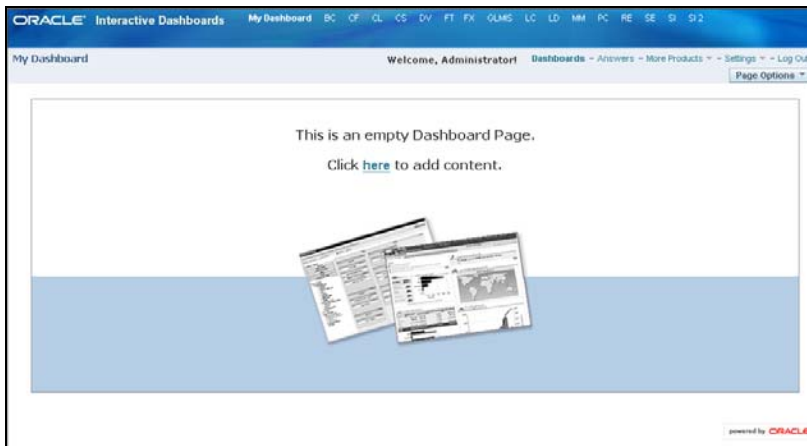 ORACLE Interactive Dashboards My Dashboard BC CF CL CS DV FT FX GLMS LC LD MM PC RE SE SI SI 2
My Dashboard Welcome, Administrator! Dashboards - Answers - More Products - Settings - Log Out
Page Options
This is an empty Dashboard Page.
Click here to add content.
powered by ORACLE